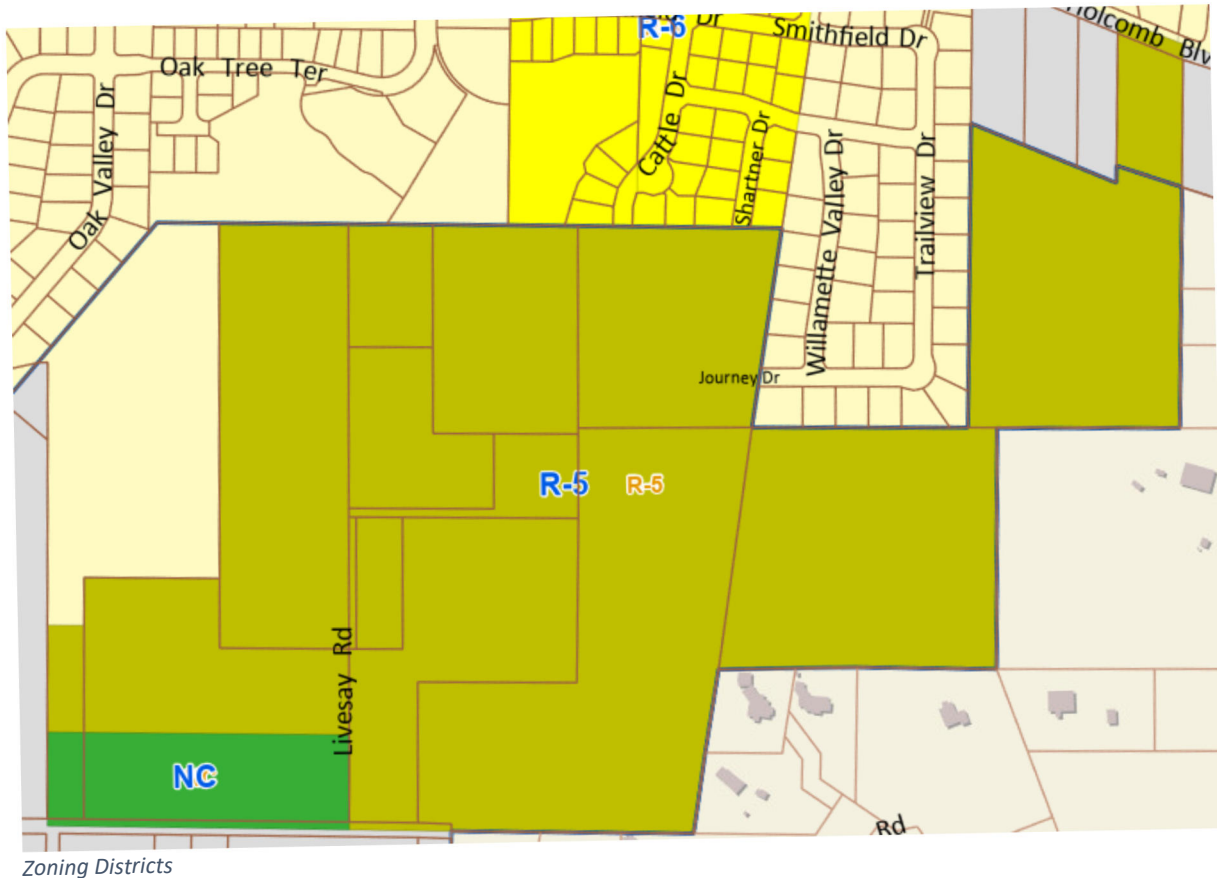 R-6
Dr
Smithfield Dr
Holcomb Blv
Oak Tree Ter
Oak Valley Dr
Cattle Dr
Shartner Dr
Willamette Valley Dr
Trailview Dr
Journey Dr
R-5
R-5
Livesay Rd
NC
Rd
Zoning Districts